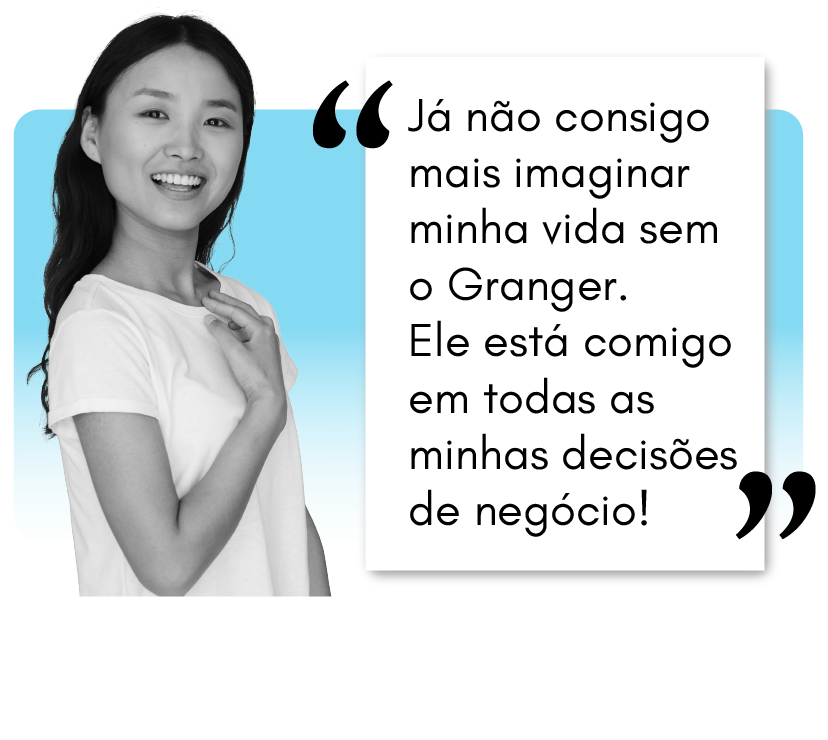 “Já não consigo
mais imaginar
minha vida sem
o Granger.
Ele está comigo
em todas as
minhas decisões
de negócio!”